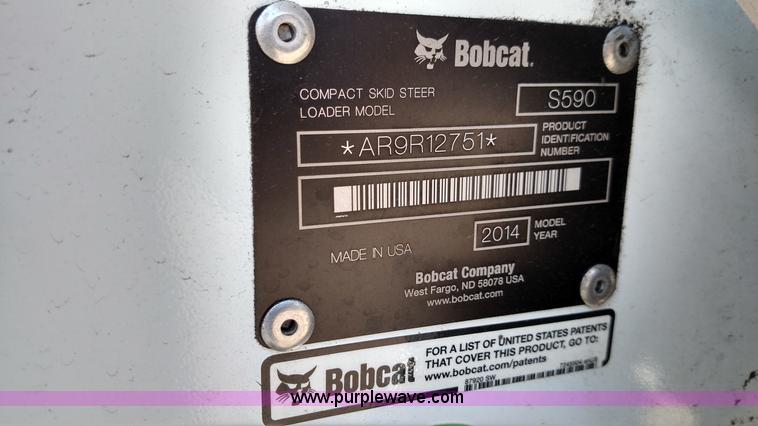 Bobcat.
COMPACT SKID STEER
LOADER MODEL
S590
*AR9R12751*
PRODUCT
IDENTIFICATION
NUMBER
MADE IN USA
2014
MODEL
YEAR
Bobcat Company
West Fargo, ND 58078 USA
www.bobcat.com
Bobcat
FOR A LIST OF UNITED STATES PATENTS
THAT COVER THIS PRODUCT, GO TO:
www.bobcat.com/patents
87920 SW
www.purplewave.com